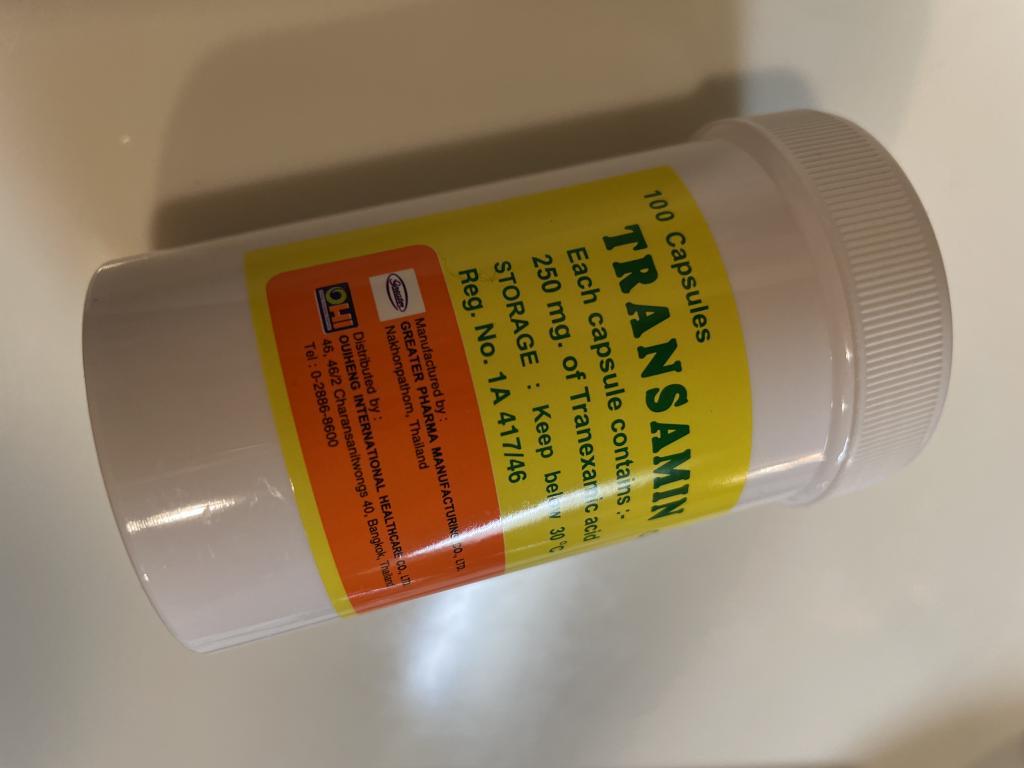 100 Capsules
TRANSAMIN
Each capsule contains :-
250 mg. of Tranexamic acid
STORAGE : Keep below 30°C
Reg. No. 1A 417/46
Manufactured by :
GREATER PHARMA MANUFACTURING CO., LTD.
Nakhonpathom, Thailand
OHI
Distributed by :
OUIHENG INTERNATIONAL HEALTHCARE CO., LTD.
46, 46/2 Charansanitwongs 40, Bangkok, Thailand
Tel : 0-2886-8600